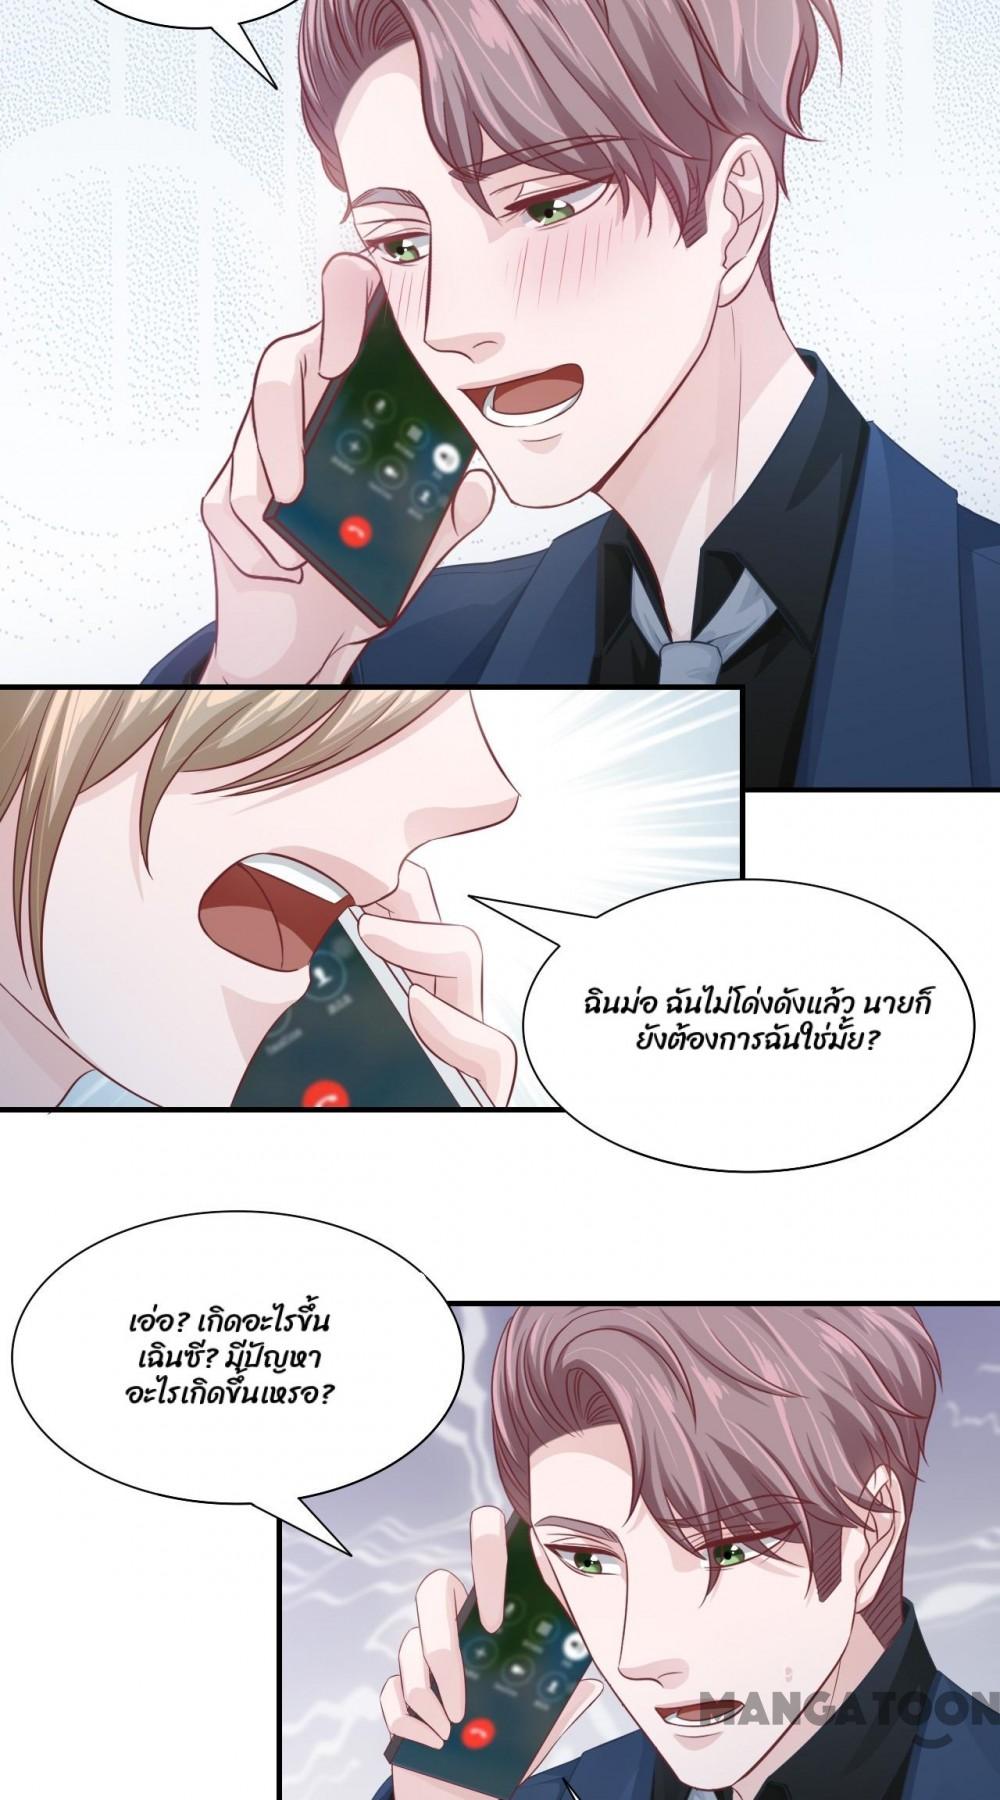 ฉินม่อ ฉันไม่โด่งดังแล้ว นายก็
ยังต้องการฉันใช่มั้ย?
เอ่อ? เกิดอะไรขึ้น
เฉินซี? มีปัญหา
อะไรเกิดขึ้นเหรอ?
MANGATOON